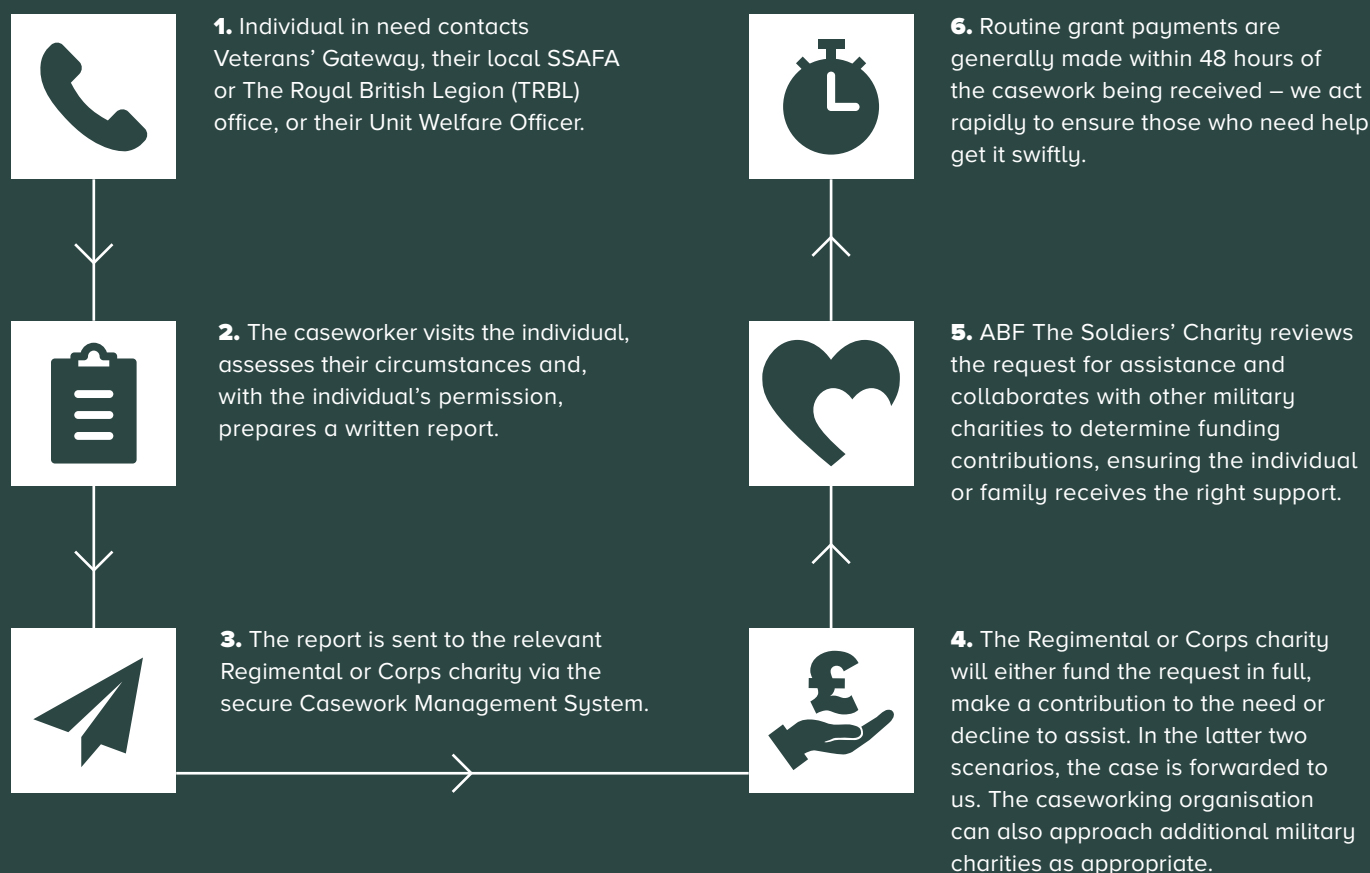 1. Individual in need contacts
Veterans’ Gateway, their local SSAFA
or The Royal British Legion (TRBL)
office, or their Unit Welfare Officer.
2. The caseworker visits the individual,
assesses their circumstances and,
with the individual’s permission,
prepares a written report.
3. The report is sent to the relevant
Regimental or Corps charity via the
secure Casework Management System.
£
4. The Regimental or Corps charity
will either fund the request in full,
make a contribution to the need or
decline to assist. In the latter two
scenarios, the case is forwarded to
us. The caseworking organisation
can also approach additional military
charities as appropriate.
5. ABF The Soldiers’ Charity reviews
the request for assistance and
collaborates with other military
charities to determine funding
contributions, ensuring the individual
or family receives the right support.
6. Routine grant payments are
generally made within 48 hours of
the casework being received – we act
rapidly to ensure those who need help
get it swiftly.